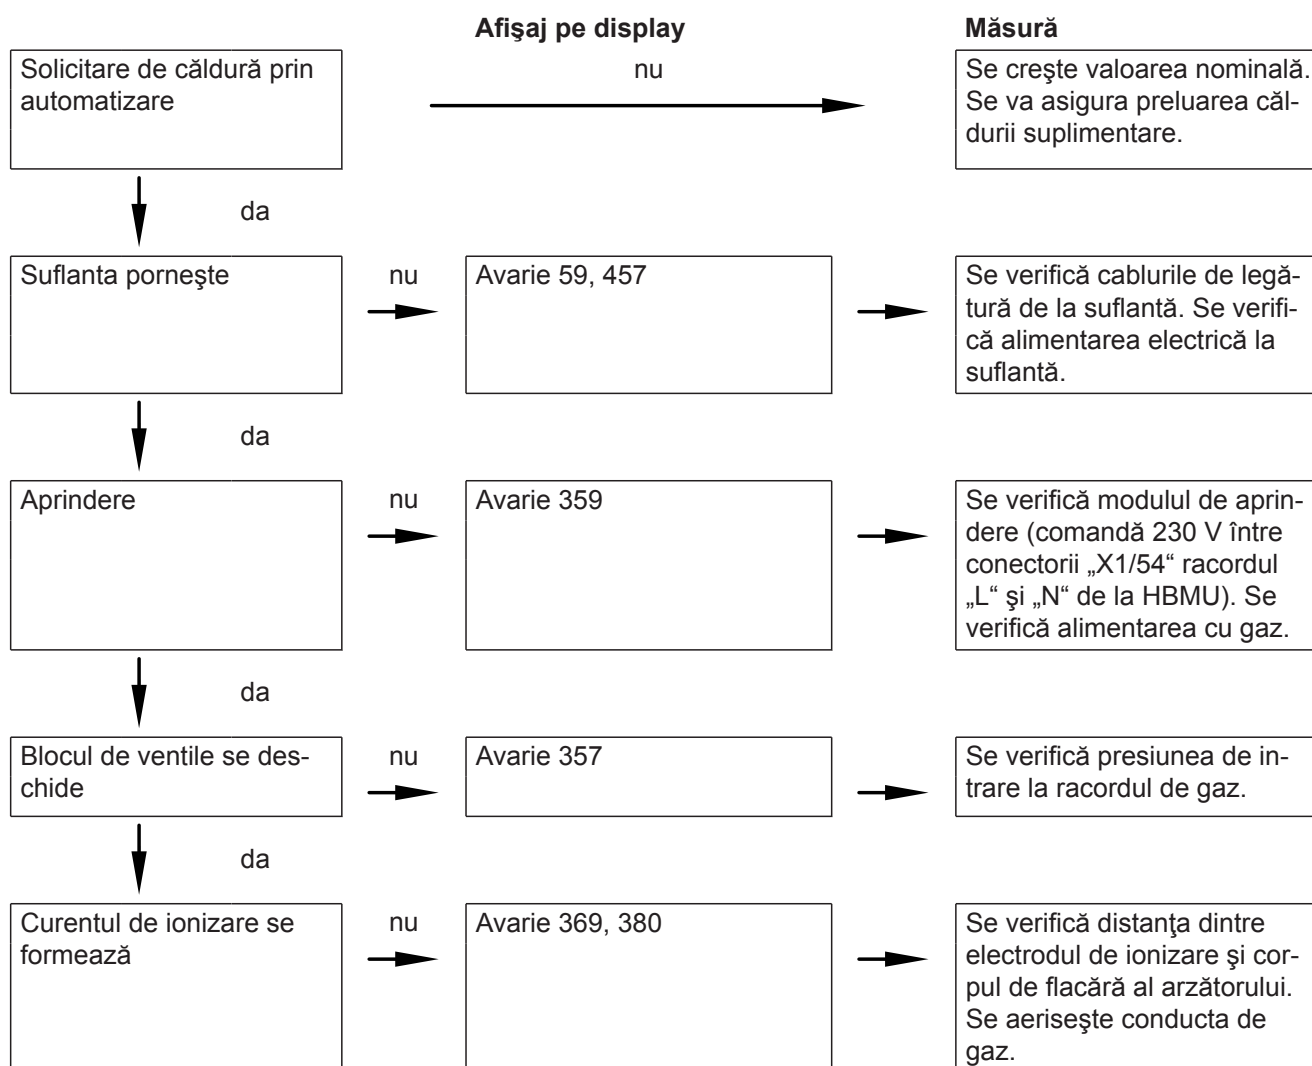 Afişaj pe display
Măsură
Solicitare de căldură prin
automatizare
nu
Se creşte valoarea nominală.
Se va asigura preluarea căl-
durii suplimentare.
da
Suflanta porneşte
nu
Avarie 59, 457
Se verifică cablurile de legă-
tură de la suflantă. Se verifi-
că alimentarea electrică la
suflantă.
da
Aprindere
nu
Avarie 359
Se verifică modulul de aprin-
dere (comandă 230 V între
conectorii „X1/54“ racordul
„L“ şi „N“ de la HBMU). Se
verifică alimentarea cu gaz.
da
Blocul de ventile se des-
chide
nu
Avarie 357
Se verifică presiunea de in-
trare la racordul de gaz.
da
Curentul de ionizare se
formează
nu
Avarie 369, 380
Se verifică distanţa dintre
electrodul de ionizare şi cor-
pul de flacără al arzătorului.
Se aeriseşte conducta de
gaz.